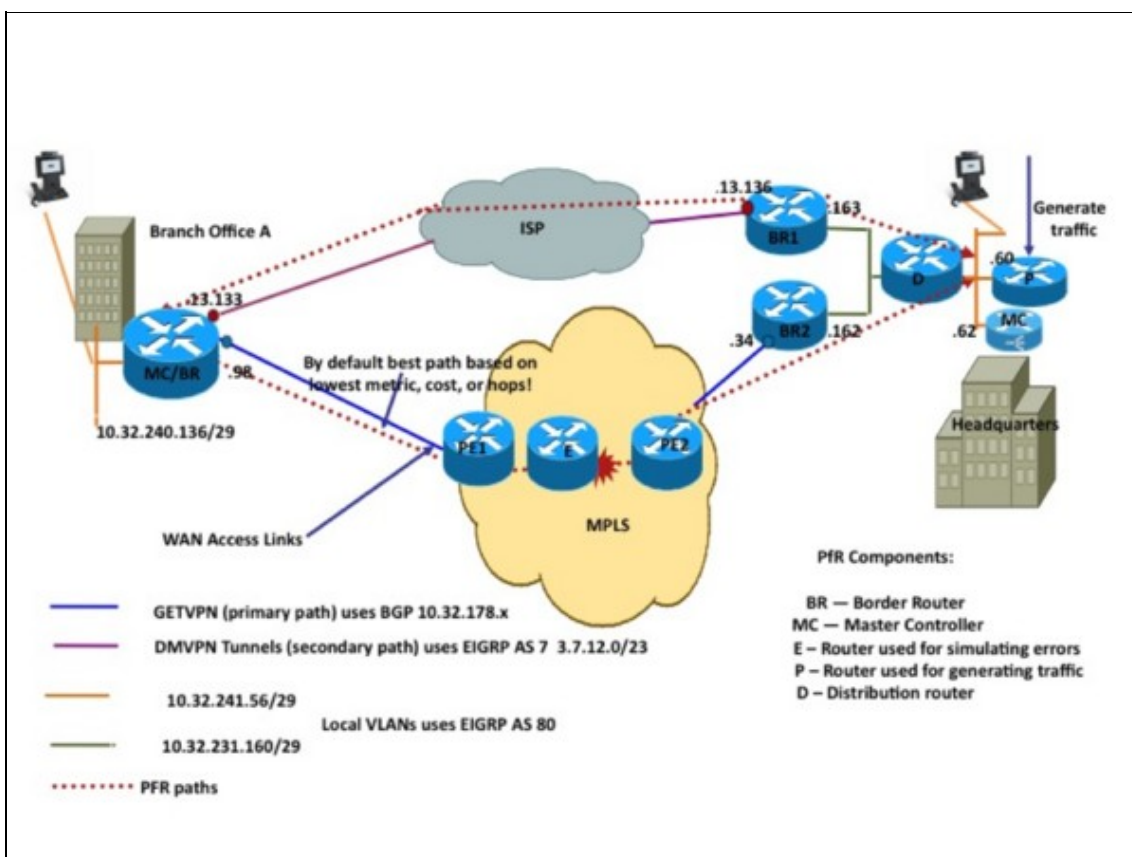 Branch Office A
ISP
.13.136
BR1
.163
Generate
traffic
D
.60
P
.13.133
MC
.62
BR2
.162
.34
MC/BR
.98
By default best path based on
lowest metric, cost, or hops!
10.32.240.136/29
Headquarters
PE1
E
PE2
MPLS
WAN Access Links
PfR Components:
GETVPN (primary path) uses BGP 10.32.178.x
DMVPN Tunnels (secondary path) uses EIGRP AS 7 3.7.12.0/23
10.32.241.56/29
Local VLANs uses EIGRP AS 80
10.32.231.160/29
PFR paths
BR — Border Router
MC — Master Controller
E – Router used for simulating errors
P – Router used for generating traffic
D – Distribution router